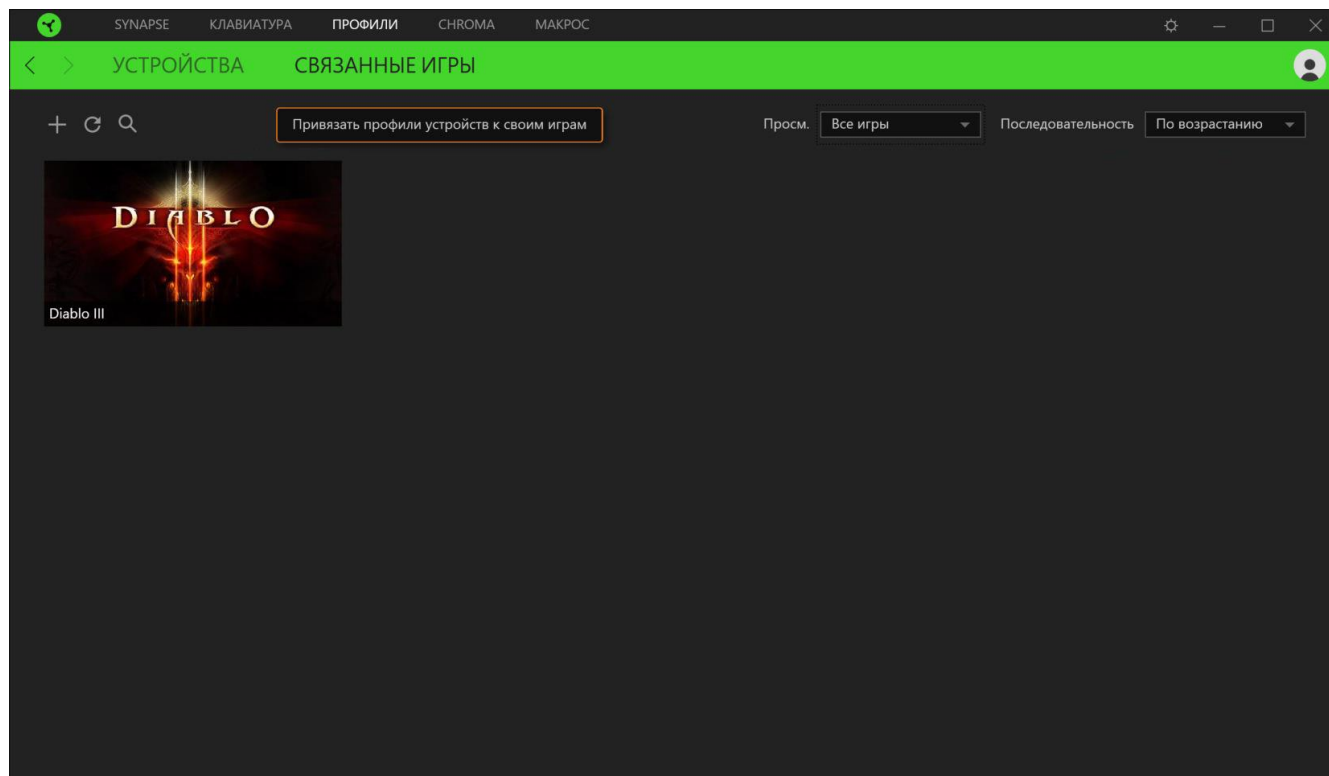 SYNAPSE КЛАВИАТУРА ПРОФИЛИ CHROMA МАКРОС
УСТРОЙСТВА СВЯЗАННЫЕ ИГРЫ
Привязать профили устройств к своим играм Просм. Все игры Последовательность По возрастанию
DIABLO
Diablo III